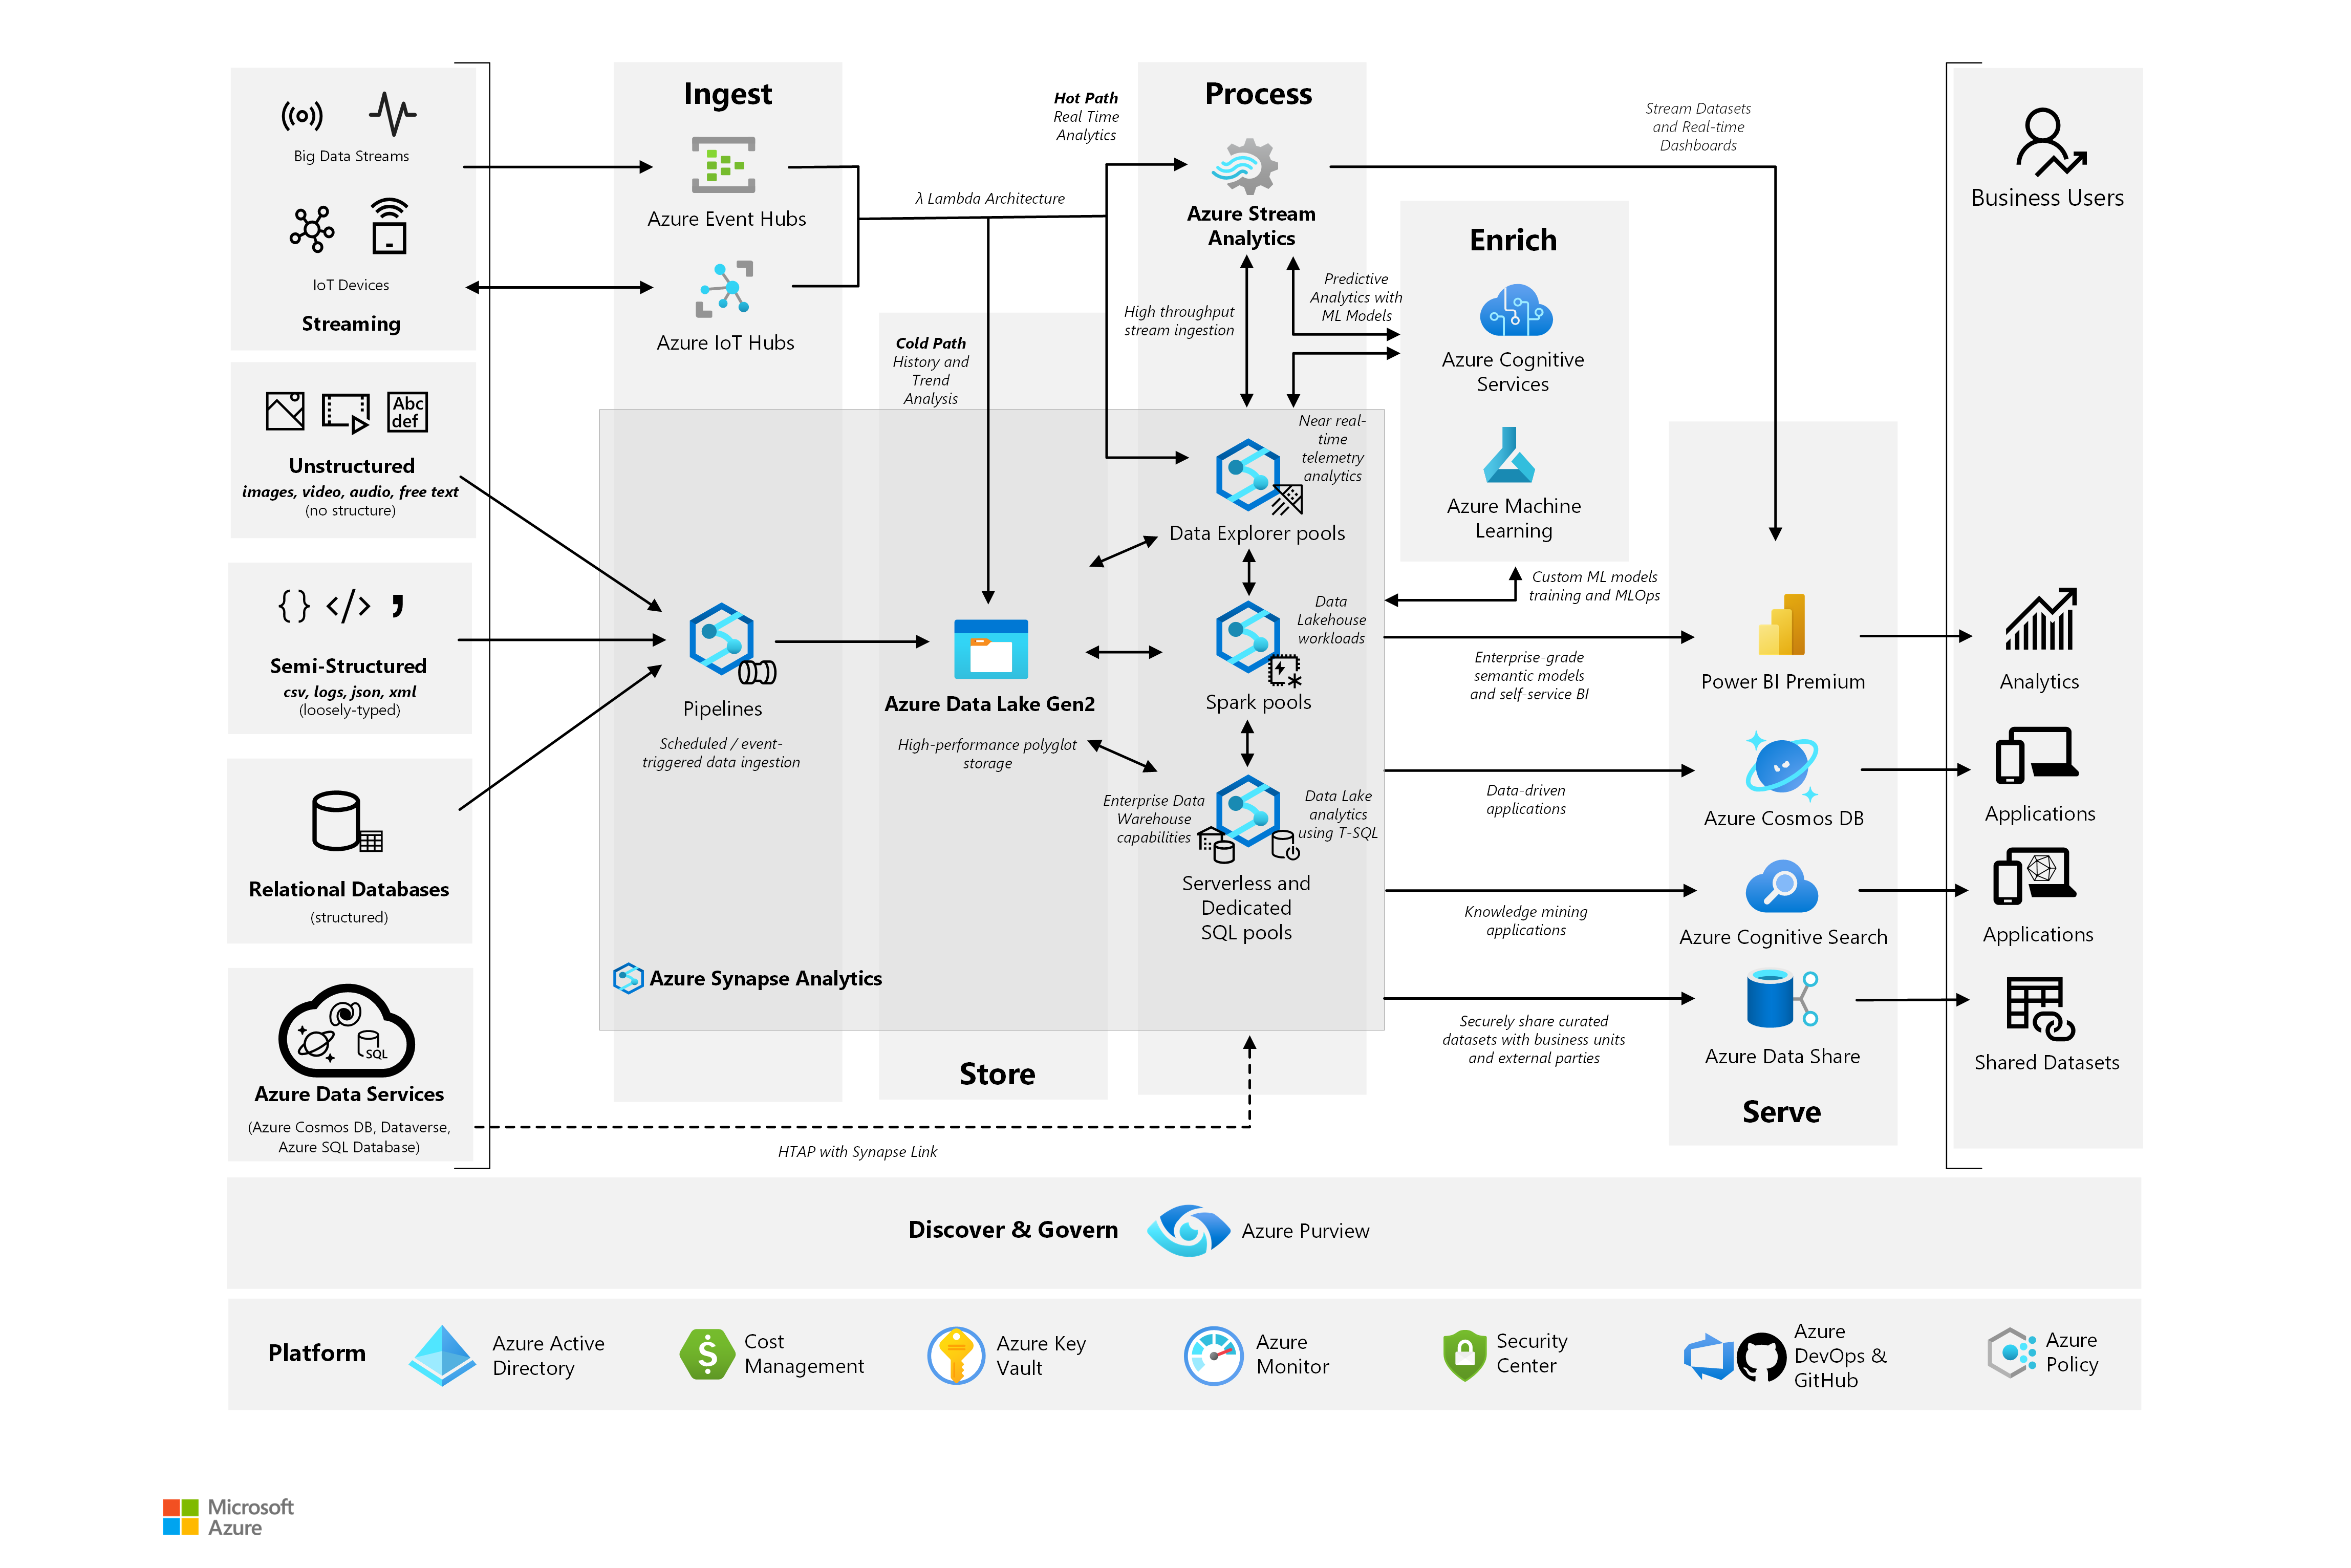 Big Data Streams
IoT Devices
Streaming
Abc
def
Unstructured
images, video, audio, free text
(no structure)
{ } </> ,
Semi-Structured
csv, logs, json, xml
(loosely-typed)
Relational Databases
(structured)
SQL
Azure Data Services
(Azure Cosmos DB, Dataverse,
Azure SQL Database)
Ingest
Azure Event Hubs
Azure IoT Hubs
λ Lambda Architecture
Hot Path
Real Time
Analytics
Cold Path
History and
Trend
Analysis
Pipelines
Scheduled / event-
triggered data ingestion
Azure Data Lake Gen2
High-performance polyglot
storage
Azure Synapse Analytics
Store
HTAP with Synapse Link
Process
Azure Stream
Analytics
High throughput
stream ingestion
Predictive
Analytics with
ML Models
Near real-
time
telemetry
analytics
Data Explorer pools
Data
Lakehouse
workloads
Spark pools
Enterprise Data
Warehouse
capabilities
Data Lake
analytics
using T-SQL
Serverless and
Dedicated
SQL pools
Enrich
Azure Cognitive
Services
Azure Machine
Learning
Custom ML models
training and MLOps
Stream Datasets
and Real-time
Dashboards
Enterprise-grade
semantic models
and self-service BI
Data-driven
applications
Knowledge mining
applications
Securely share curated
datasets with business units
and external parties
Power BI Premium
Azure Cosmos DB
Azure Cognitive Search
Azure Data Share
Serve
Business Users
Analytics
Applications
Applications
Shared Datasets
Discover & Govern
Azure Purview
Platform
Azure Active
Directory
$
Cost
Management
Azure Key
Vault
Azure
Monitor
Security
Center
Azure
DevOps &
GitHub
Azure
Policy
Microsoft
Azure